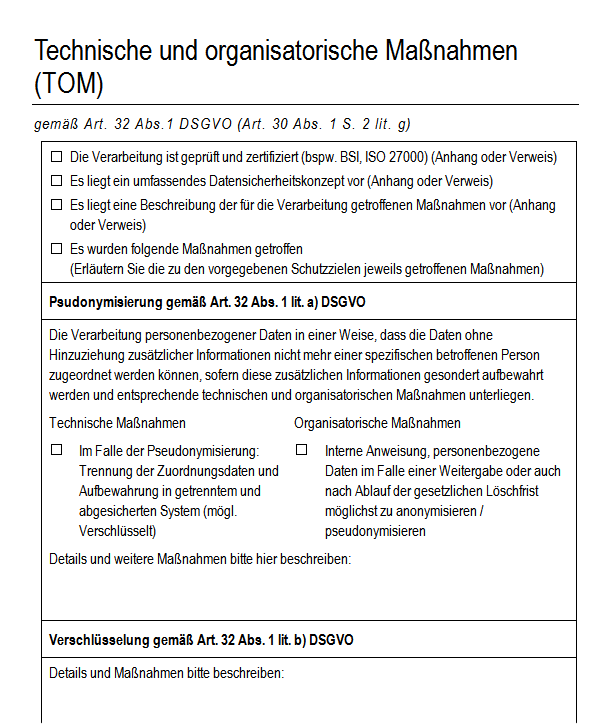 Technische und organisatorische Maßnahmen
(TOM)
gemäß Art. 32 Abs.1 DSGVO (Art. 30 Abs. 1 S. 2 lit. g)
Die Verarbeitung ist geprüft und zertifiziert (bspw. BSI, ISO 27000) (Anhang oder Verweis)
Es liegt ein umfassendes Datensicherheitskonzept vor (Anhang oder Verweis)
Es liegt eine Beschreibung der für die Verarbeitung getroffenen Maßnahmen vor (Anhang
oder Verweis)
Es wurden folgende Maßnahmen getroffen
(Erläutern Sie die zu den vorgegebenen Schutzzielen jeweils getroffenen Maßnahmen)
Psudonymisierung gemäß Art. 32 Abs. 1 lit. a) DSGVO
Die Verarbeitung personenbezogener Daten in einer Weise, dass die Daten ohne
Hinzuziehung zusätzlicher Informationen nicht mehr einer spezifischen betroffenen Person
zugeordnet werden können, sofern diese zusätzlichen Informationen gesondert aufbewahrt
werden und entsprechende technischen und organisatorischen Maßnahmen unterliegen.
Technische Maßnahmen
Im Falle der Pseudonymisierung:
Trennung der Zuordnungsdaten und
Aufbewahrung in getrenntem und
abgesicherten System (mögl.
Verschlüsselt)
Organisatorische Maßnahmen
Interne Anweisung, personenbezogene
Daten im Falle einer Weitergabe oder auch
nach Ablauf der gesetzlichen Löschfrist
möglichst zu anonymisieren /
pseudonymisieren
Details und weitere Maßnahmen bitte hier beschreiben:
Verschlüsselung gemäß Art. 32 Abs. 1 lit. b) DSGVO
Details und Maßnahmen bitte beschreiben: